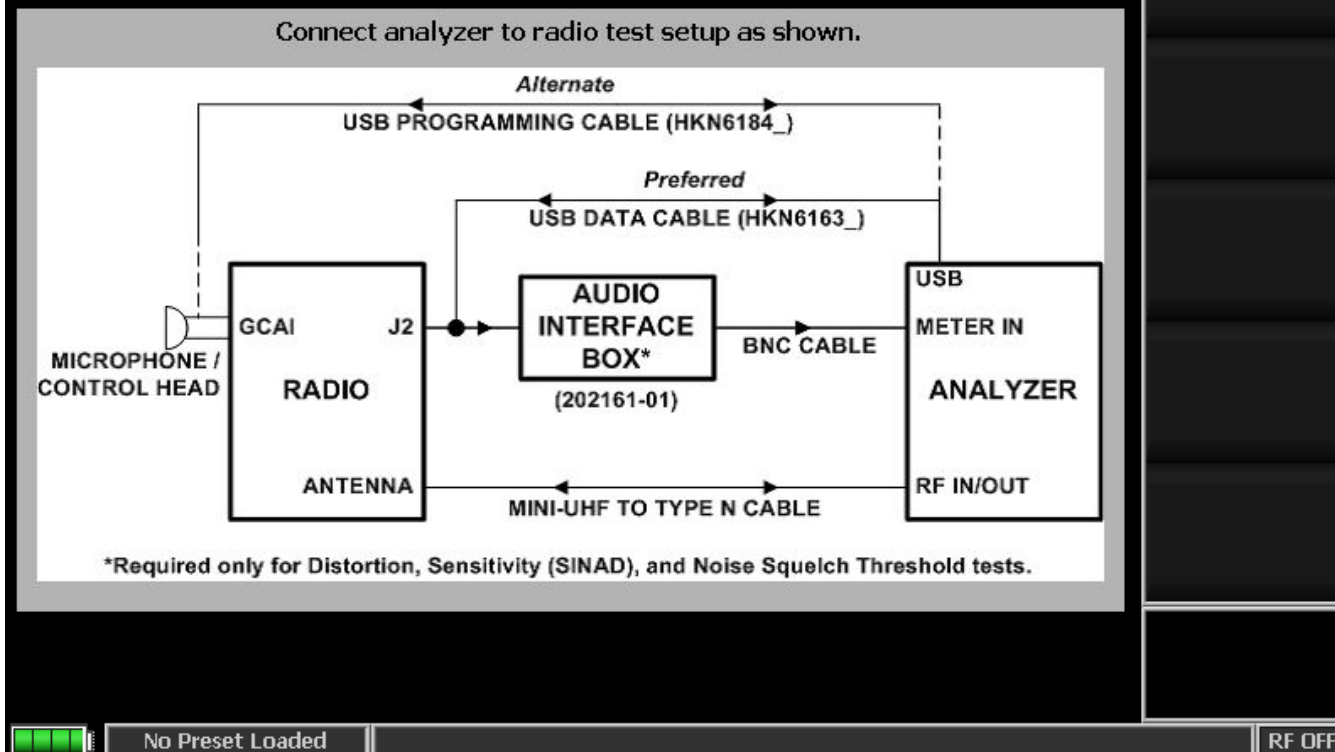 Connect analyzer to radio test setup as shown.
Alternate
USB PROGRAMMING CABLE (HKN6184_)
Preferred
USB DATA CABLE (HKN6163_)
USB
AUDIO
INTERFACE
BOX*
GCAI
J2
METER IN
BNC CABLE
MICROPHONE /
CONTROL HEAD
RADIO
(202161-01)
ANALYZER
ANTENNA
RF IN/OUT
MINI-UHF TO TYPE N CABLE
*Required only for Distortion, Sensitivity (SINAD), and Noise Squelch Threshold tests.
No Preset Loaded
RF OFF